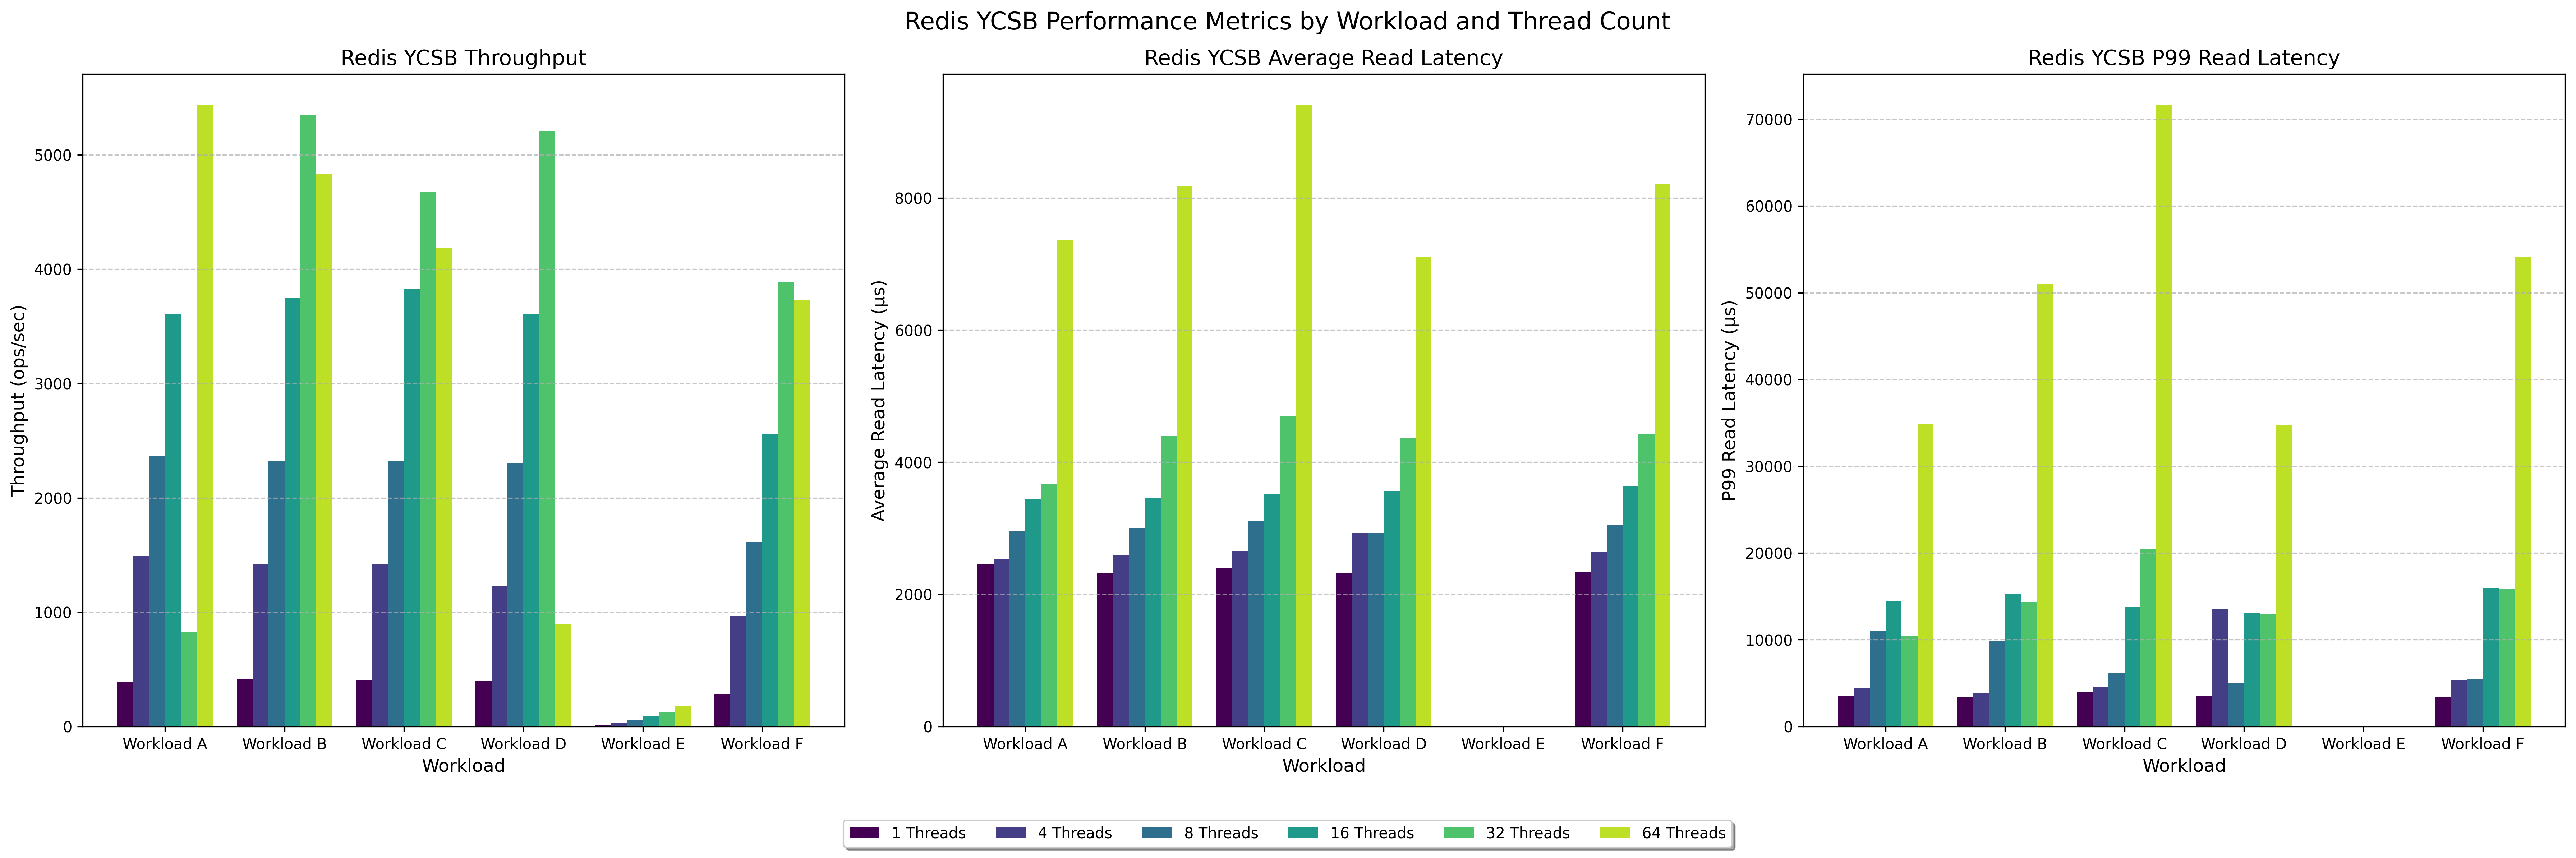 Redis YCSB Performance Metrics by Workload and Thread Count
Redis YCSB Throughput
Throughput (ops/sec)
5000
4000
3000
2000
1000
0
Workload A Workload B Workload C Workload D Workload E Workload F
Workload
Redis YCSB Average Read Latency
Average Read Latency (µs)
8000
6000
4000
2000
0
Workload A Workload B Workload C Workload D Workload E Workload F
Workload
Redis YCSB P99 Read Latency
P99 Read Latency (µs)
70000
60000
50000
40000
30000
20000
10000
0
Workload A Workload B Workload C Workload D Workload E Workload F
Workload
1 Threads 4 Threads 8 Threads 16 Threads 32 Threads 64 Threads